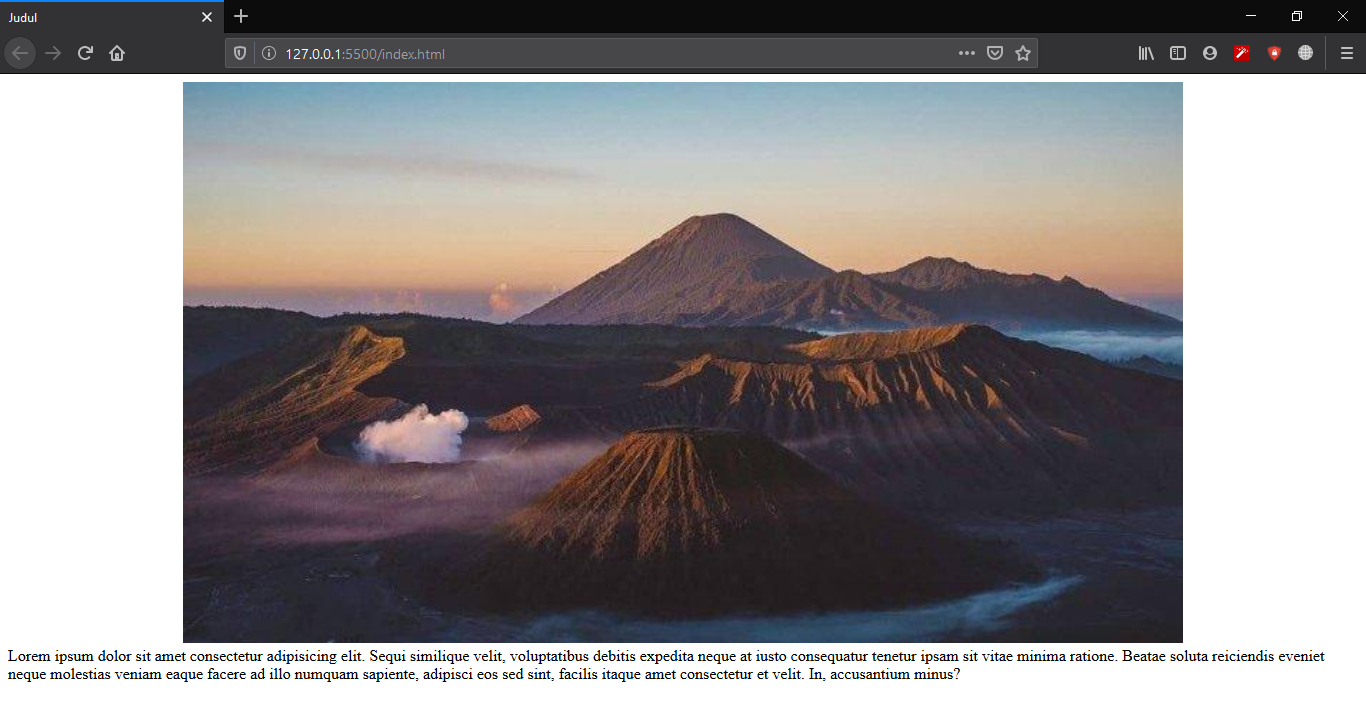 Judul
127.0.0.1:5500/index.html
Lorem ipsum dolor sit amet consectetur adipisicing elit. Sequi similique velit, voluptatibus debitis expedita neque at iusto consequatur tenetur ipsam sit vitae minima ratione. Beatae soluta reiciendis eveniet
neque molestias veniam eaque facere ad illo numquam sapiente, adipisci eos sed sint, facilis itaque amet consectetur et velit. In, accusantium minus?